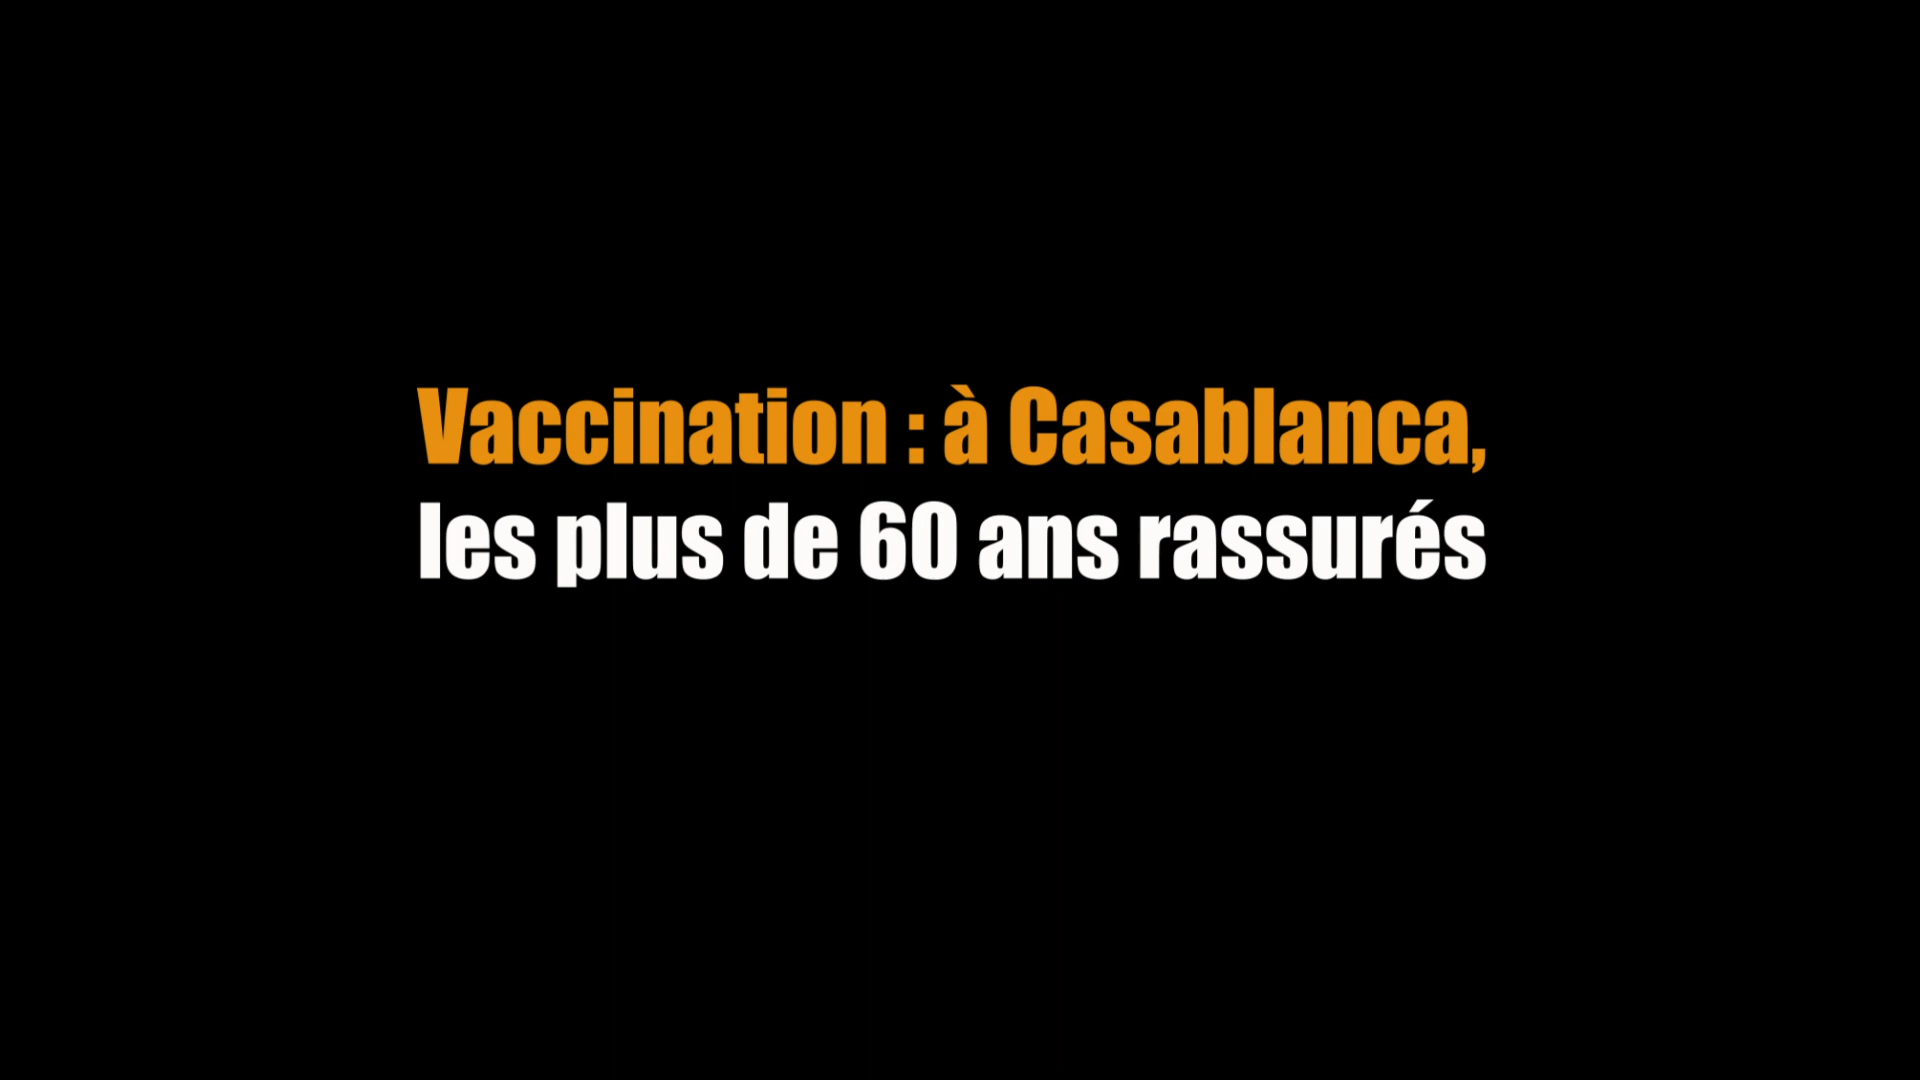 Vaccination : à Casablanca,
les plus de 60 ans rassurés